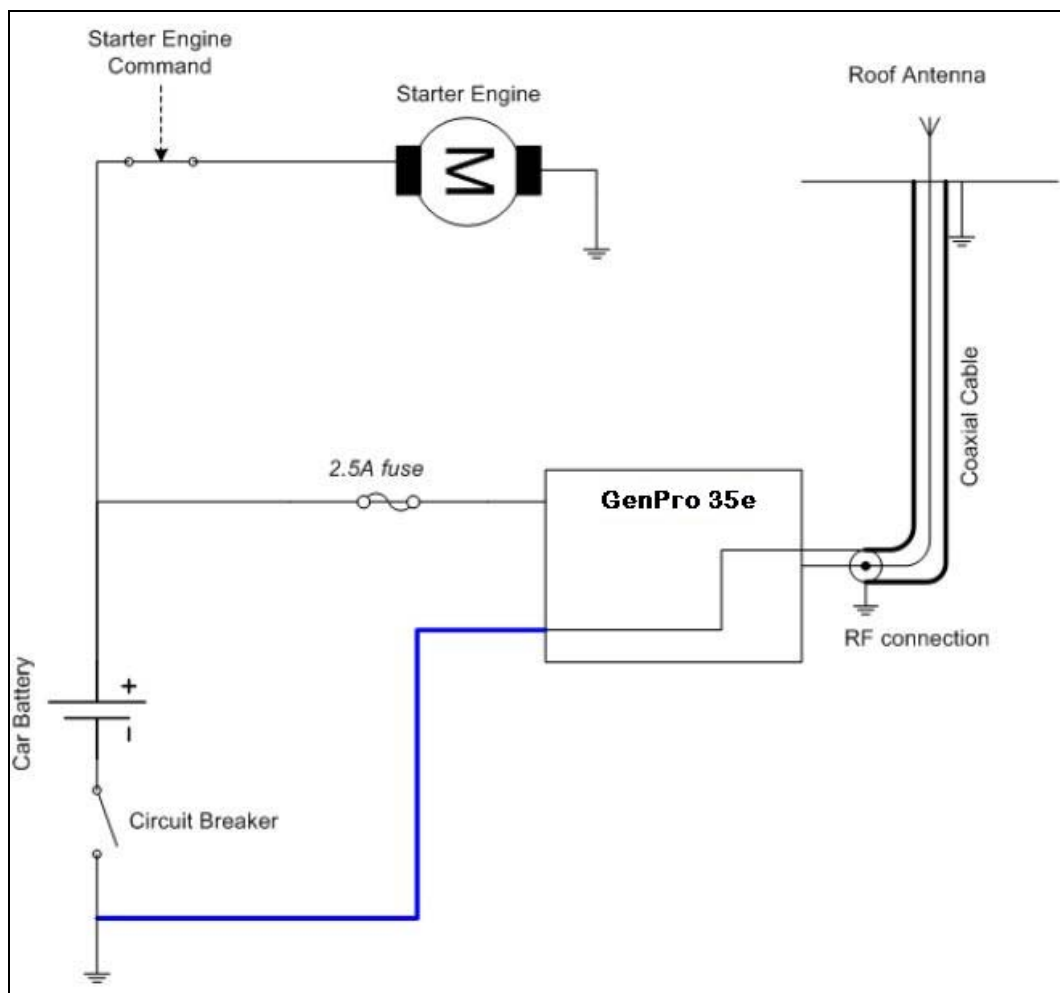 Starter Engine
Command
Starter Engine
M
Roof Antenna
Coaxial Cable
2.5A fuse
GenPro 35e
RF connection
Car Battery
+
–
Circuit Breaker